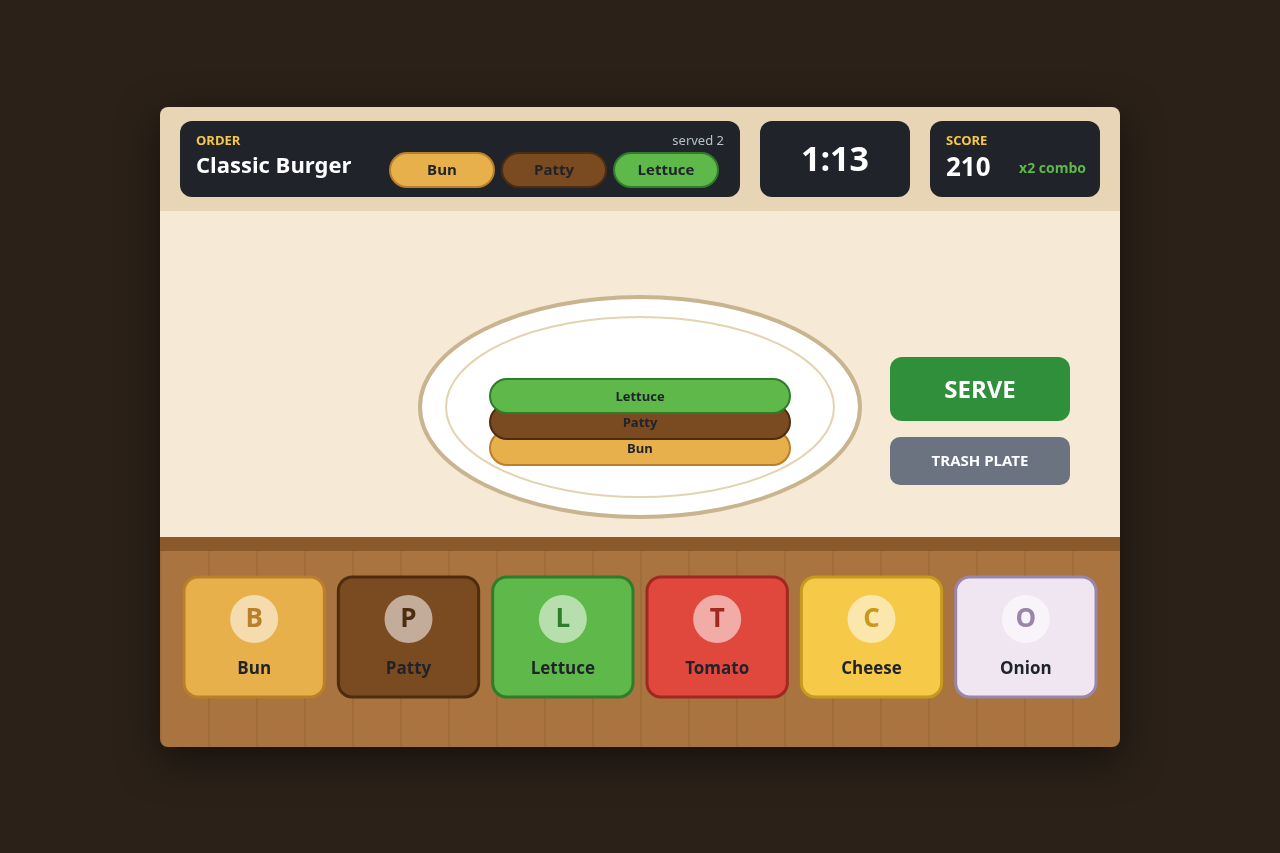 ORDER
served 2
Classic Burger
Bun
Patty
Lettuce
1:13
SCORE
210
x2 combo
Lettuce
Patty
Bun
SERVE
TRASH PLATE
B
Bun
P
Patty
L
Lettuce
T
Tomato
C
Cheese
O
Onion